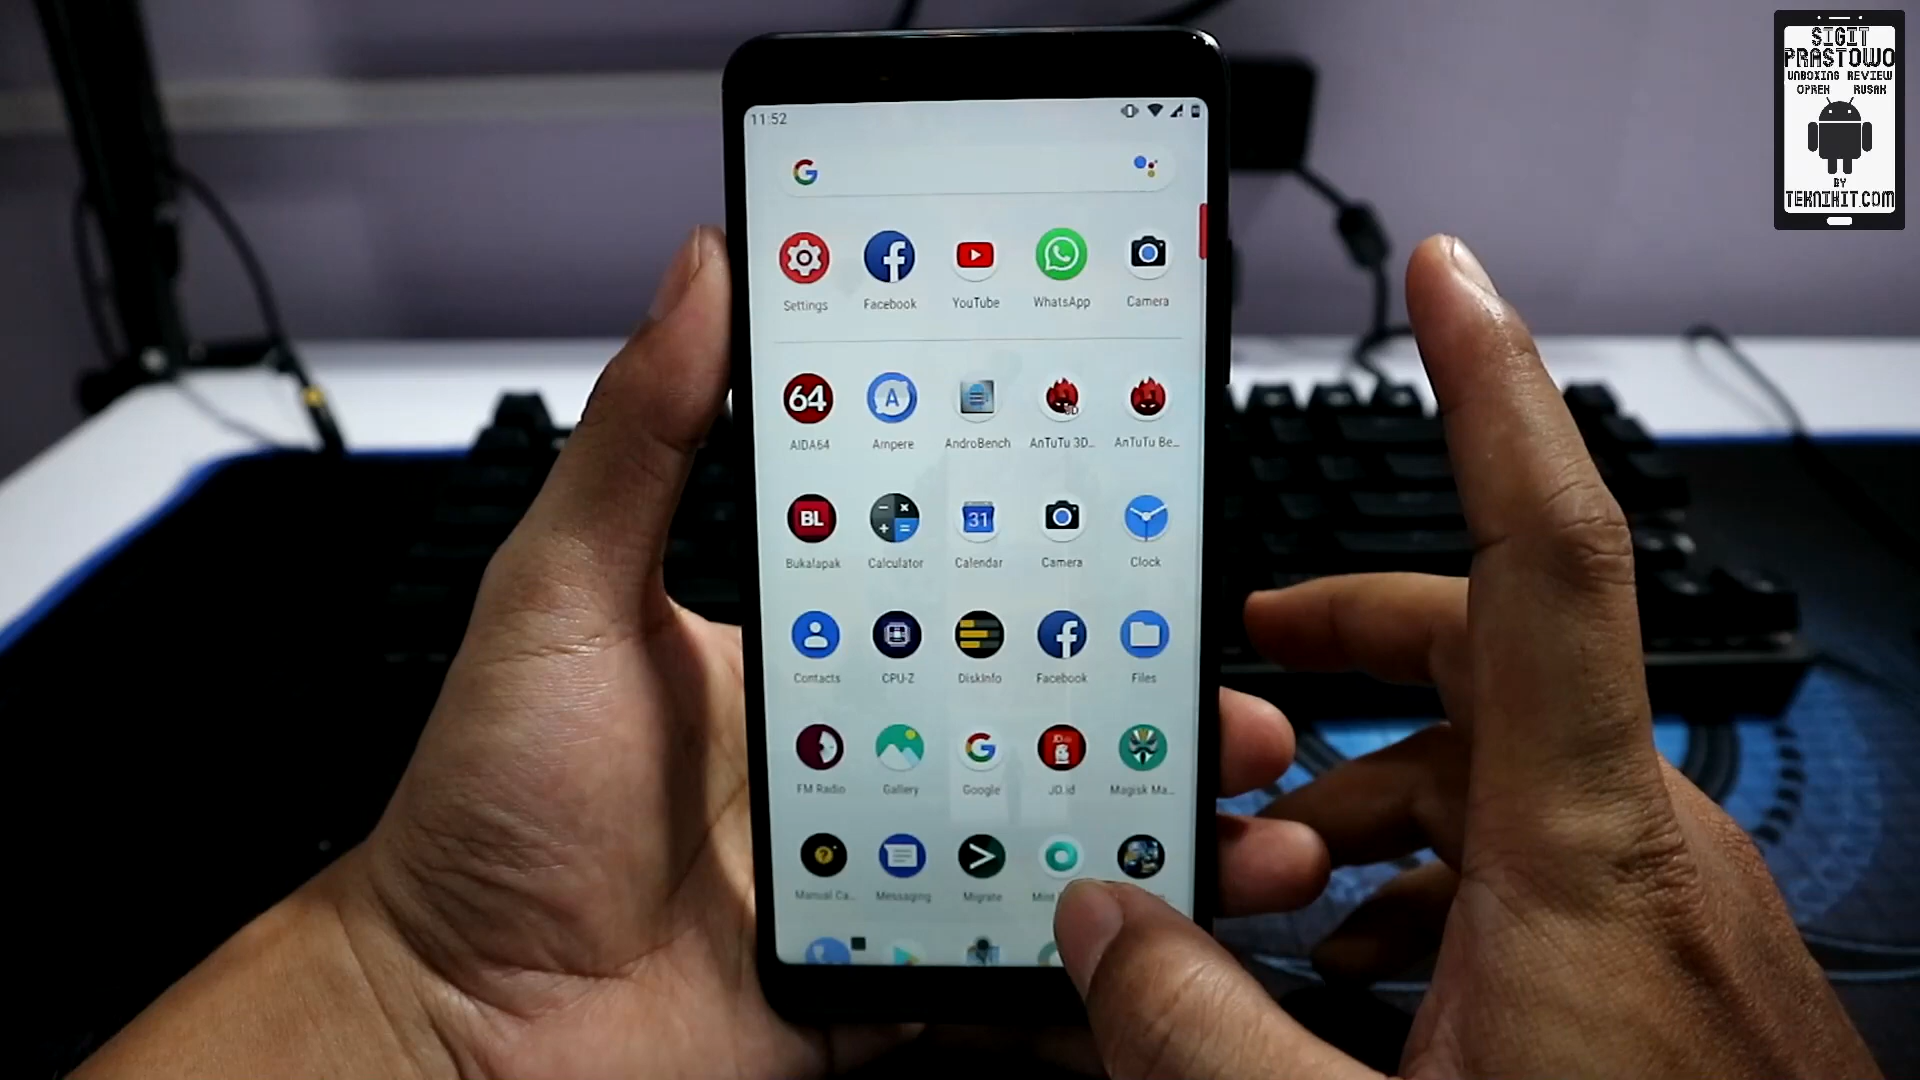 SIGIT
PRASTOWO
UNBOXING REVIEW
OPREK RUSAK
BY
TEKNIKIT.COM
11:52
G
Settings Facebook YouTube WhatsApp Camera
64
AIDA64 Ampere AndroBench AnTuTu 3D... AnTuTu Be...
BL 31
Bukalapak Calculator Calendar Camera Clock
Contacts CPU-Z DiskInfo Facebook Files
FM Radio Gallery Google JD.id Magisk Ma...
Manual Ca... Messaging Migrate Mint